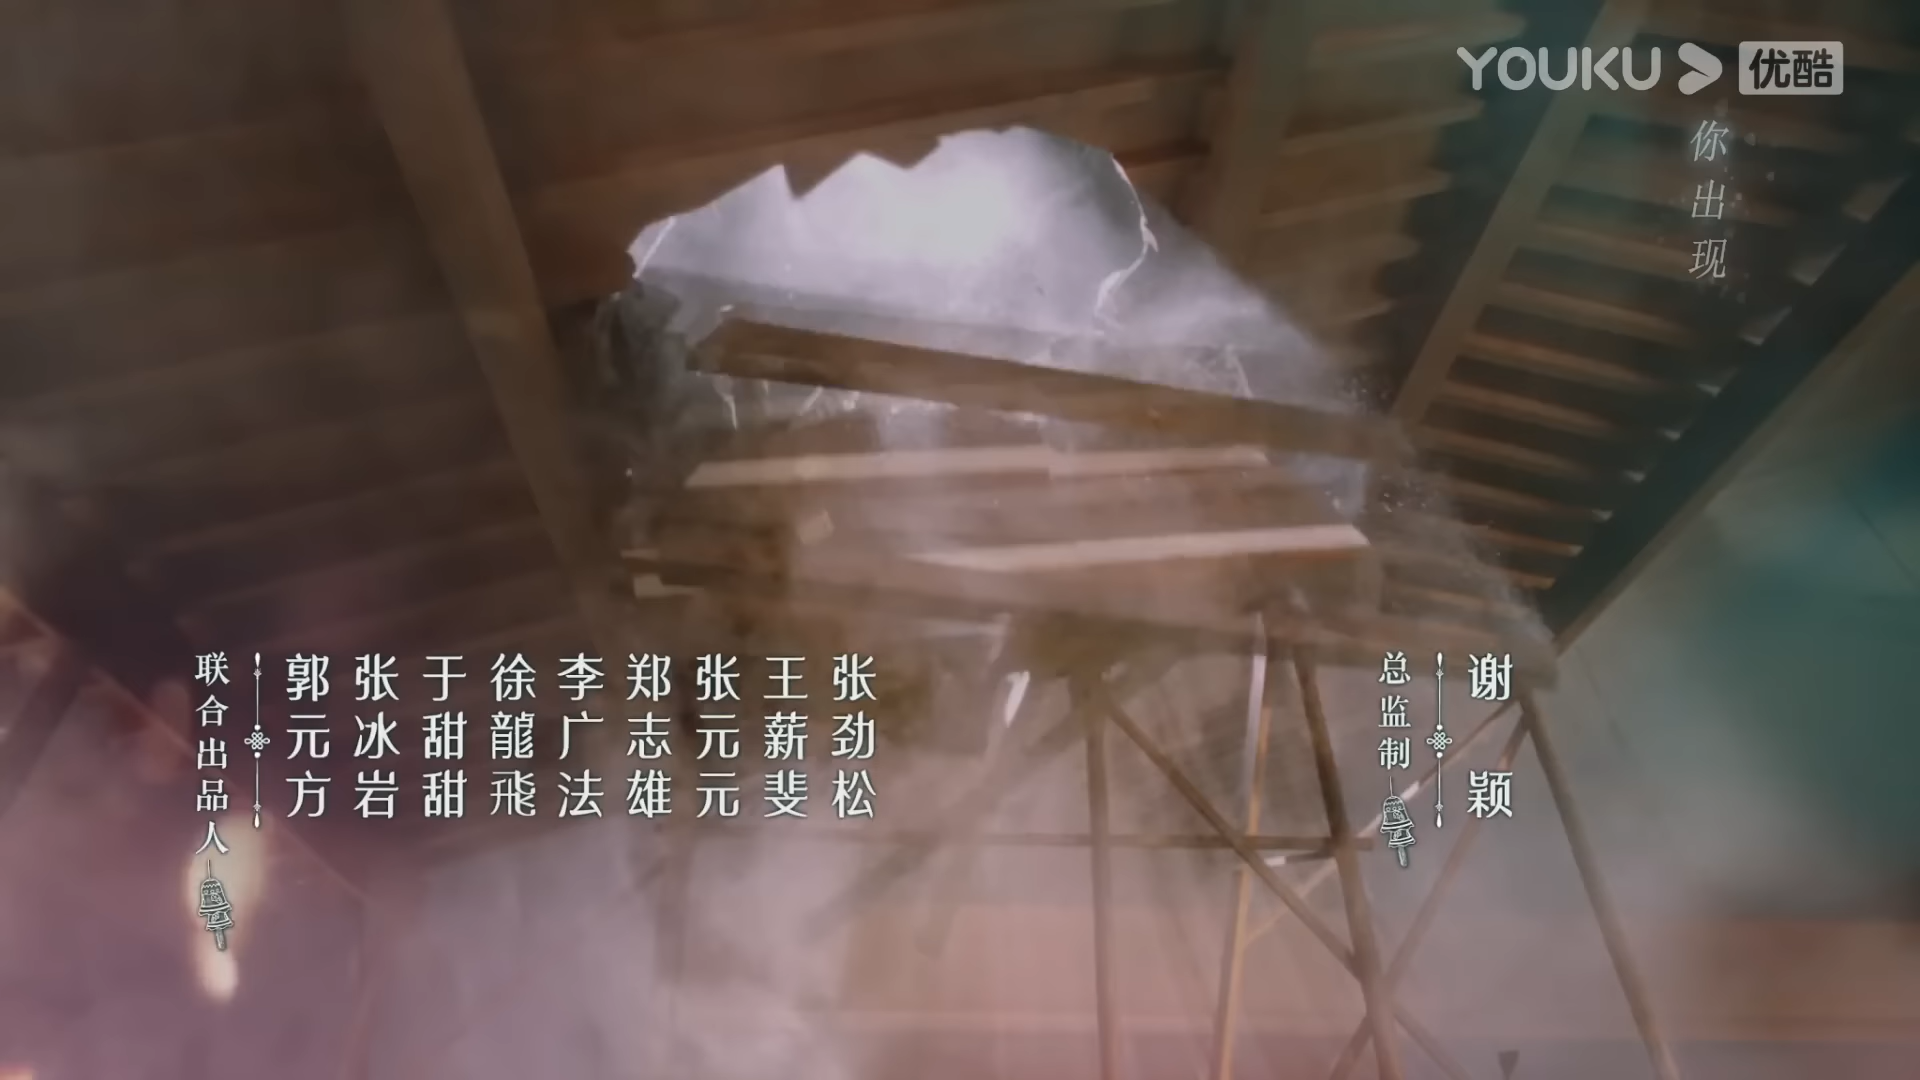 YOUKU 优酷
你出现
联合出品人
郭元方
张冰岩
于甜甜
徐龍飛
李广法
郑志雄
张元元
王薪斐
张劲松
总监制
谢颖